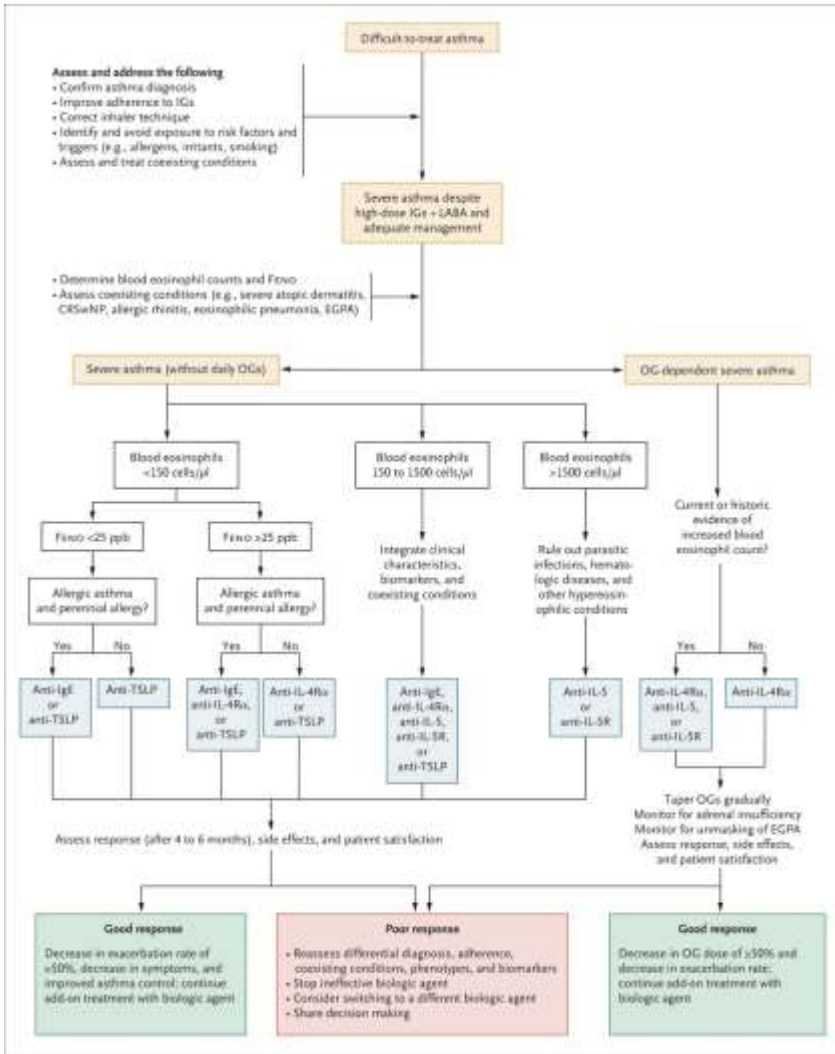 Difficult-to-treat asthma
Assess and address the following
• Confirm asthma diagnosis
• Improve adherence to IGs
• Correct inhaler technique
• Identify and avoid exposure to risk factors and
triggers (e.g., allergens, irritants, smoking)
• Assess and treat coexisting conditions
Severe asthma despite
high-dose IGs + LABA and
adequate management
• Determine blood eosinophil counts and FENO
• Assess coexisting conditions (e.g., severe atopic dermatitis,
CRSwNP, allergic rhinitis, eosinophilic pneumonia, EGPA)
Severe asthma (without daily OGs)
OG-dependent severe asthma
Blood eosinophils
<150 cells/μl
Blood eosinophils
150 to 1500 cells/μl
Blood eosinophils
>1500 cells/μl
FENO <25 ppb
FENO ≥25 ppb
Allergic asthma
and perennial allergy?
Allergic asthma
and perennial allergy?
Integrate clinical
characteristics,
biomarkers, and
coexisting conditions
Rule out parasitic
infections, hemato-
logic diseases, and
other hypereosin-
ophilic conditions
Current or historic
evidence of
increased blood
eosinophil count?
Yes
No
Yes
No
Yes
No
Anti-IgE
or
anti-TSLP
Anti-TSLP
Anti-IgE,
anti-IL-4Rα,
or
anti-TSLP
Anti-IL-4Rα
or
anti-TSLP
Anti-IgE,
anti-IL-4Rα,
anti-IL-5,
anti-IL-5R,
or
anti-TSLP
Anti-IL-5
or
anti-IL-5R
Anti-IL-4Rα,
anti-IL-5,
or
anti-IL-5R
Anti-IL-4Rα
Assess response (after 4 to 6 months), side effects, and patient satisfaction
Taper OGs gradually
Monitor for adrenal insufficiency
Monitor for unmasking of EGPA
Assess response, side effects,
and patient satisfaction
Good response
Decrease in exacerbation rate of
≥50%, decrease in symptoms, and
improved asthma control; continue
add-on treatment with biologic agent
Poor response
• Reassess differential diagnosis, adherence,
coexisting conditions, phenotypes, and biomarkers
• Stop ineffective biologic agent
• Consider switching to a different biologic agent
• Share decision making
Good response
Decrease in OG dose of ≥50% and
decrease in exacerbation rate;
continue add-on treatment with
biologic agent